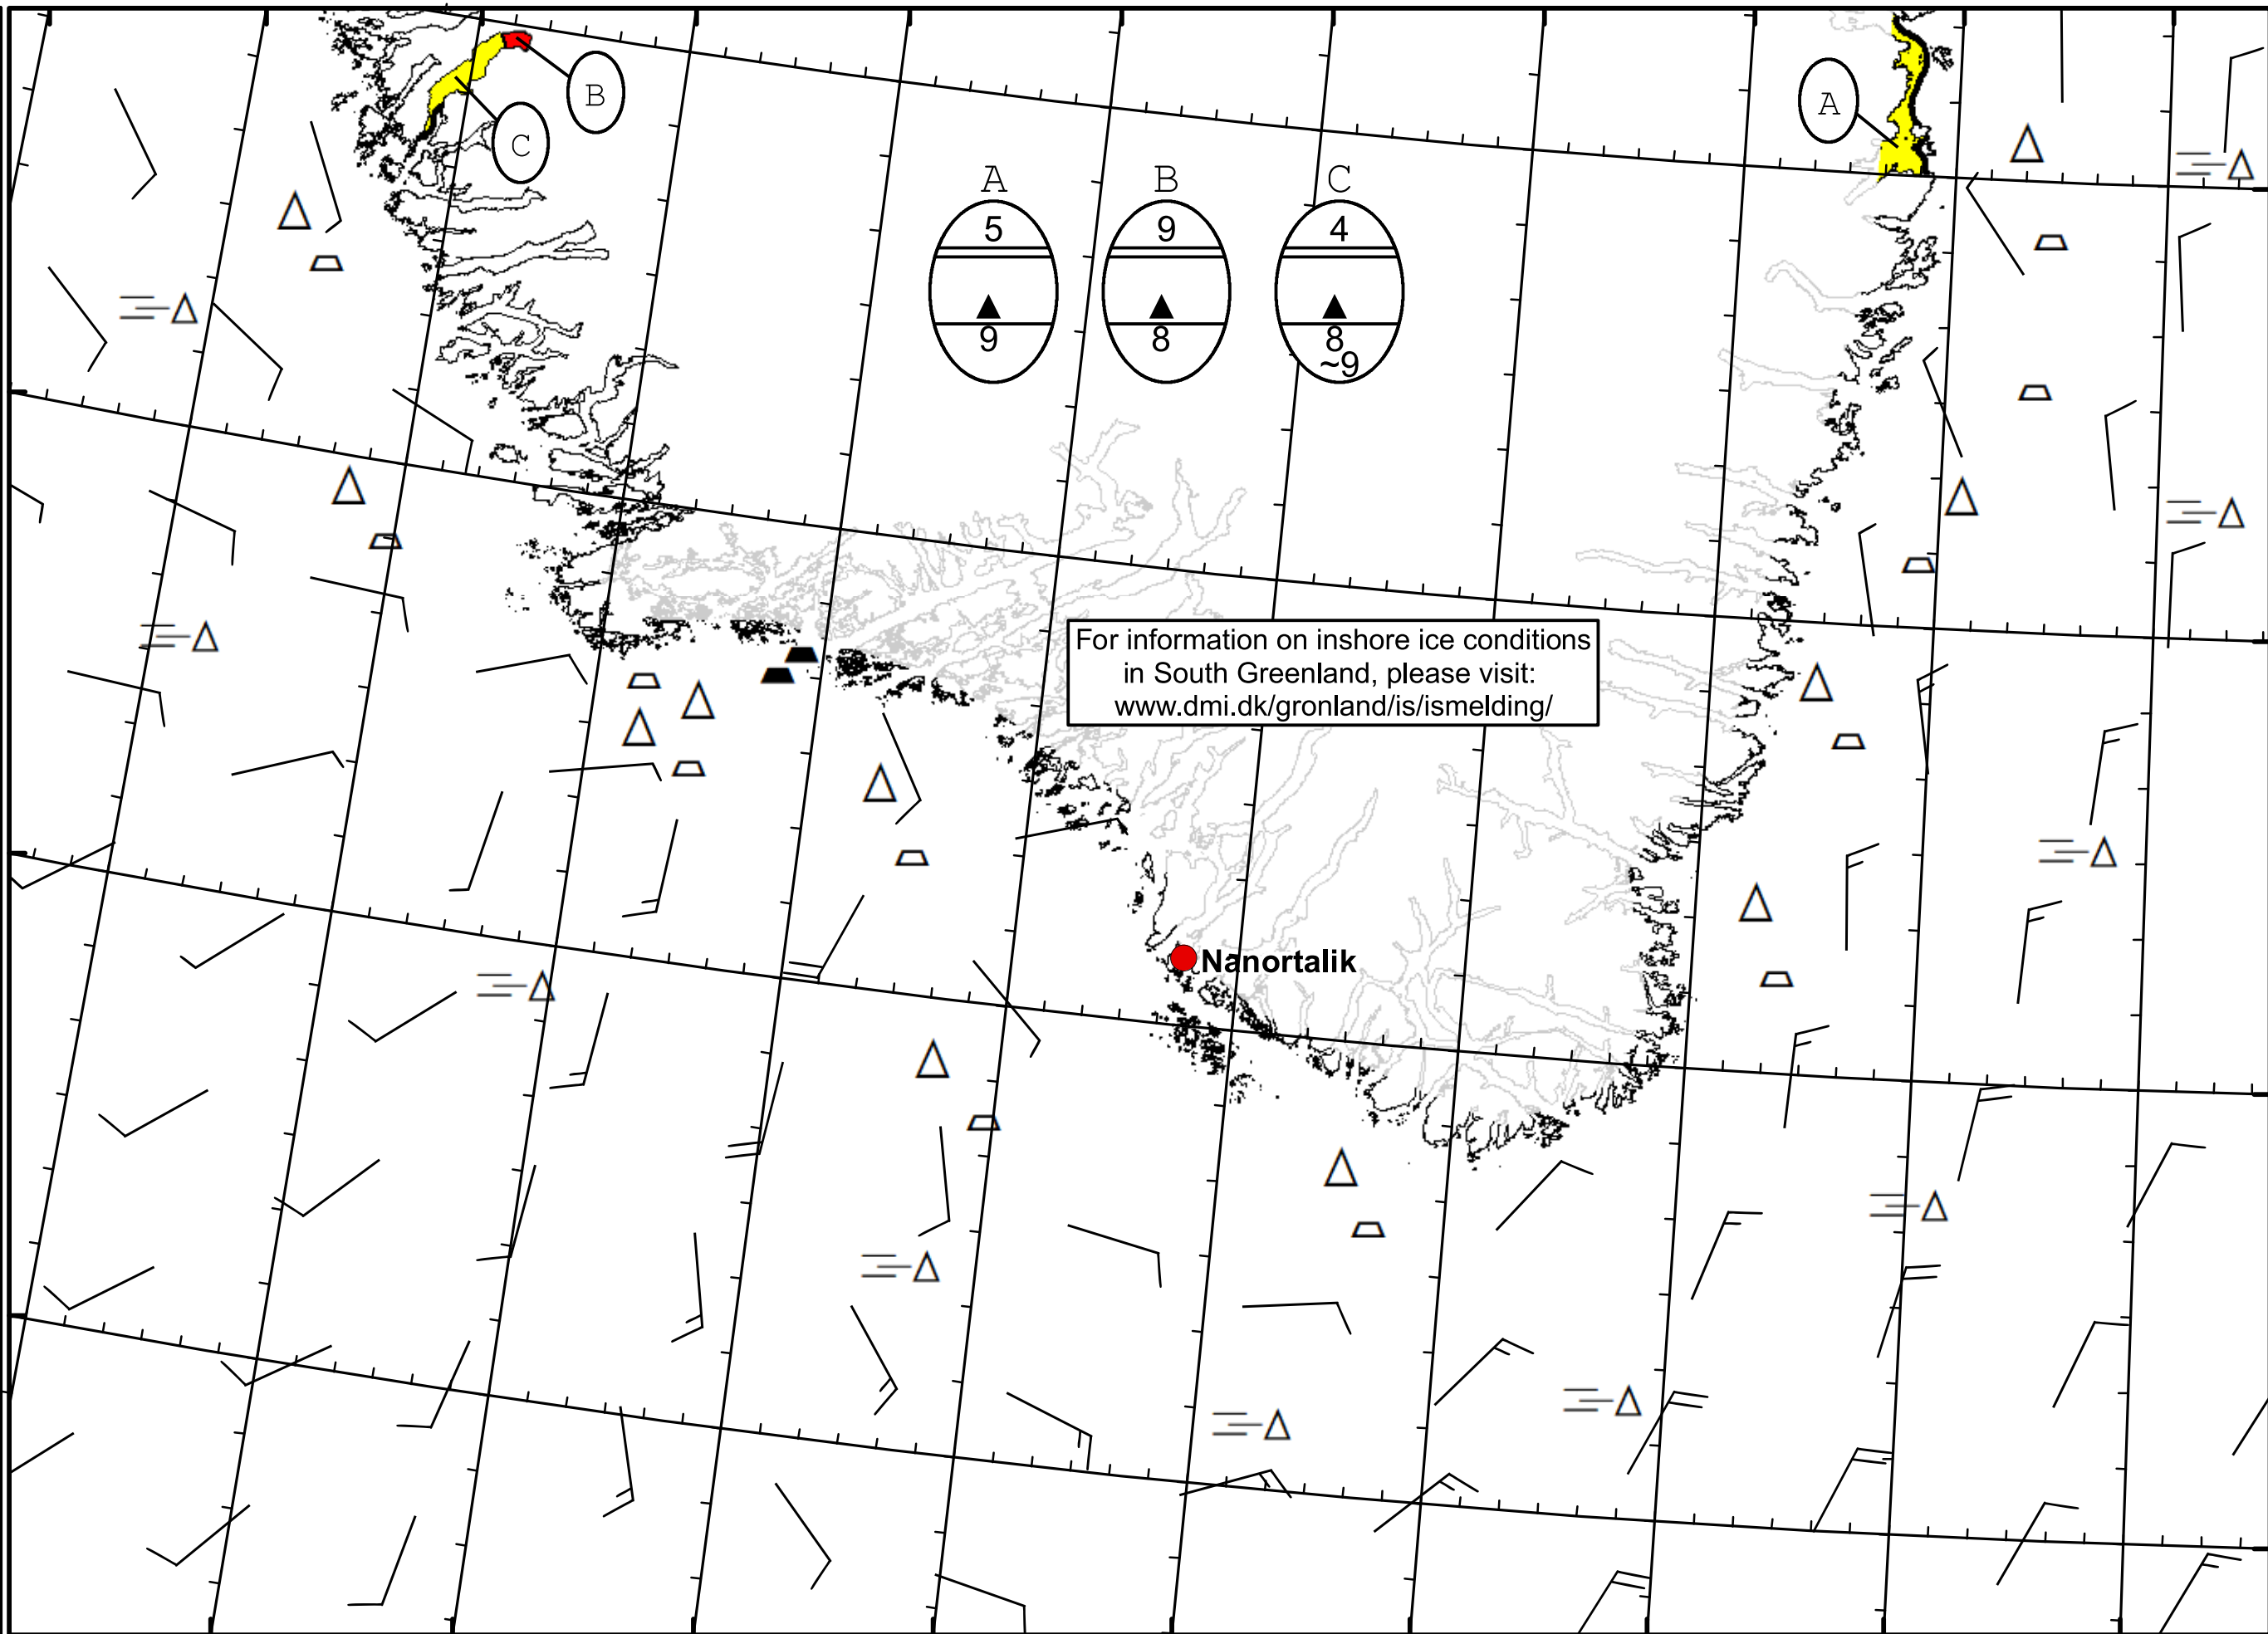 B
C
A
A B C
5 9 4
9 8 8
~9
For information on inshore ice conditions
in South Greenland, please visit:
www.dmi.dk/gronland/is/ismelding/
Nanortalik